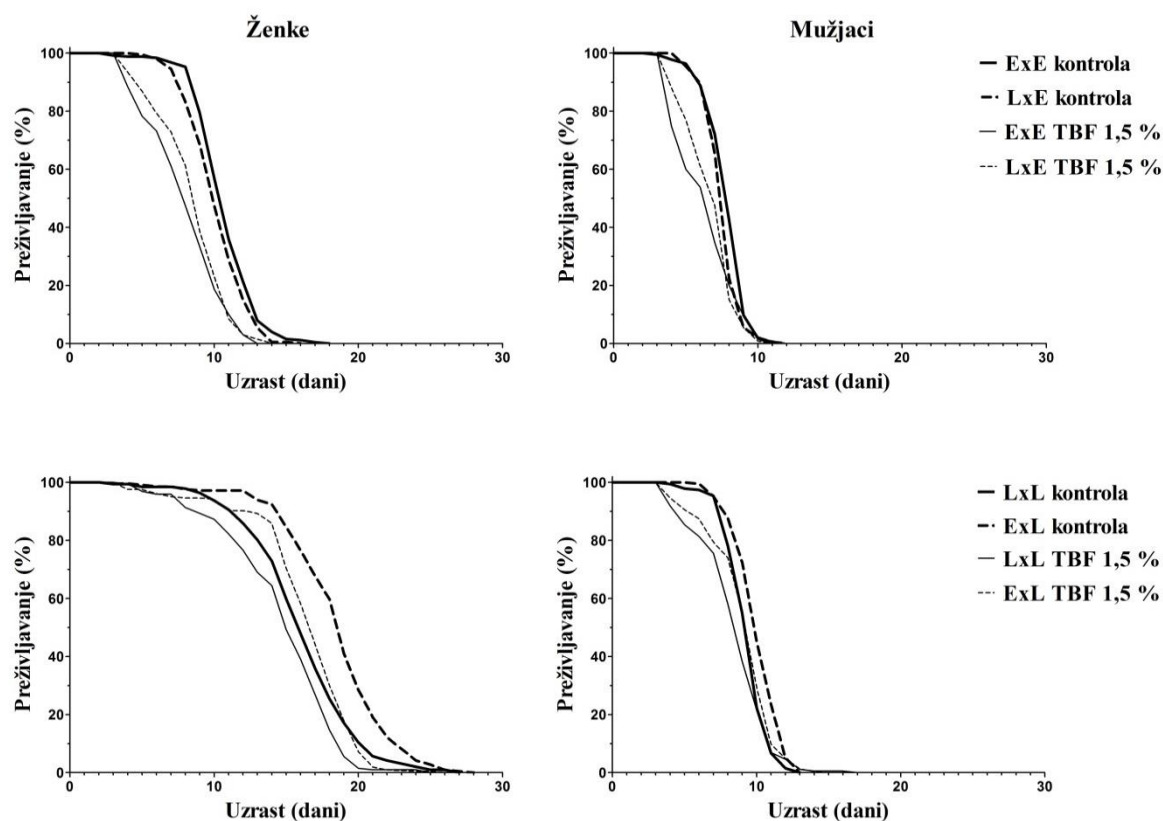 Ženke
Mužjaci
Preživljavanje (%)
100
80
60
40
20
0
0 10 20 30
Uzrast (dani)
Preživljavanje (%)
100
80
60
40
20
0
0 10 20 30
Uzrast (dani)
ExE kontrola
LxE kontrola
ExE TBF 1,5 %
LxE TBF 1,5 %
Preživljavanje (%)
100
80
60
40
20
0
0 10 20 30
Uzrast (dani)
Preživljavanje (%)
100
80
60
40
20
0
0 10 20 30
Uzrast (dani)
LxL kontrola
ExL kontrola
LxL TBF 1,5 %
ExL TBF 1,5 %